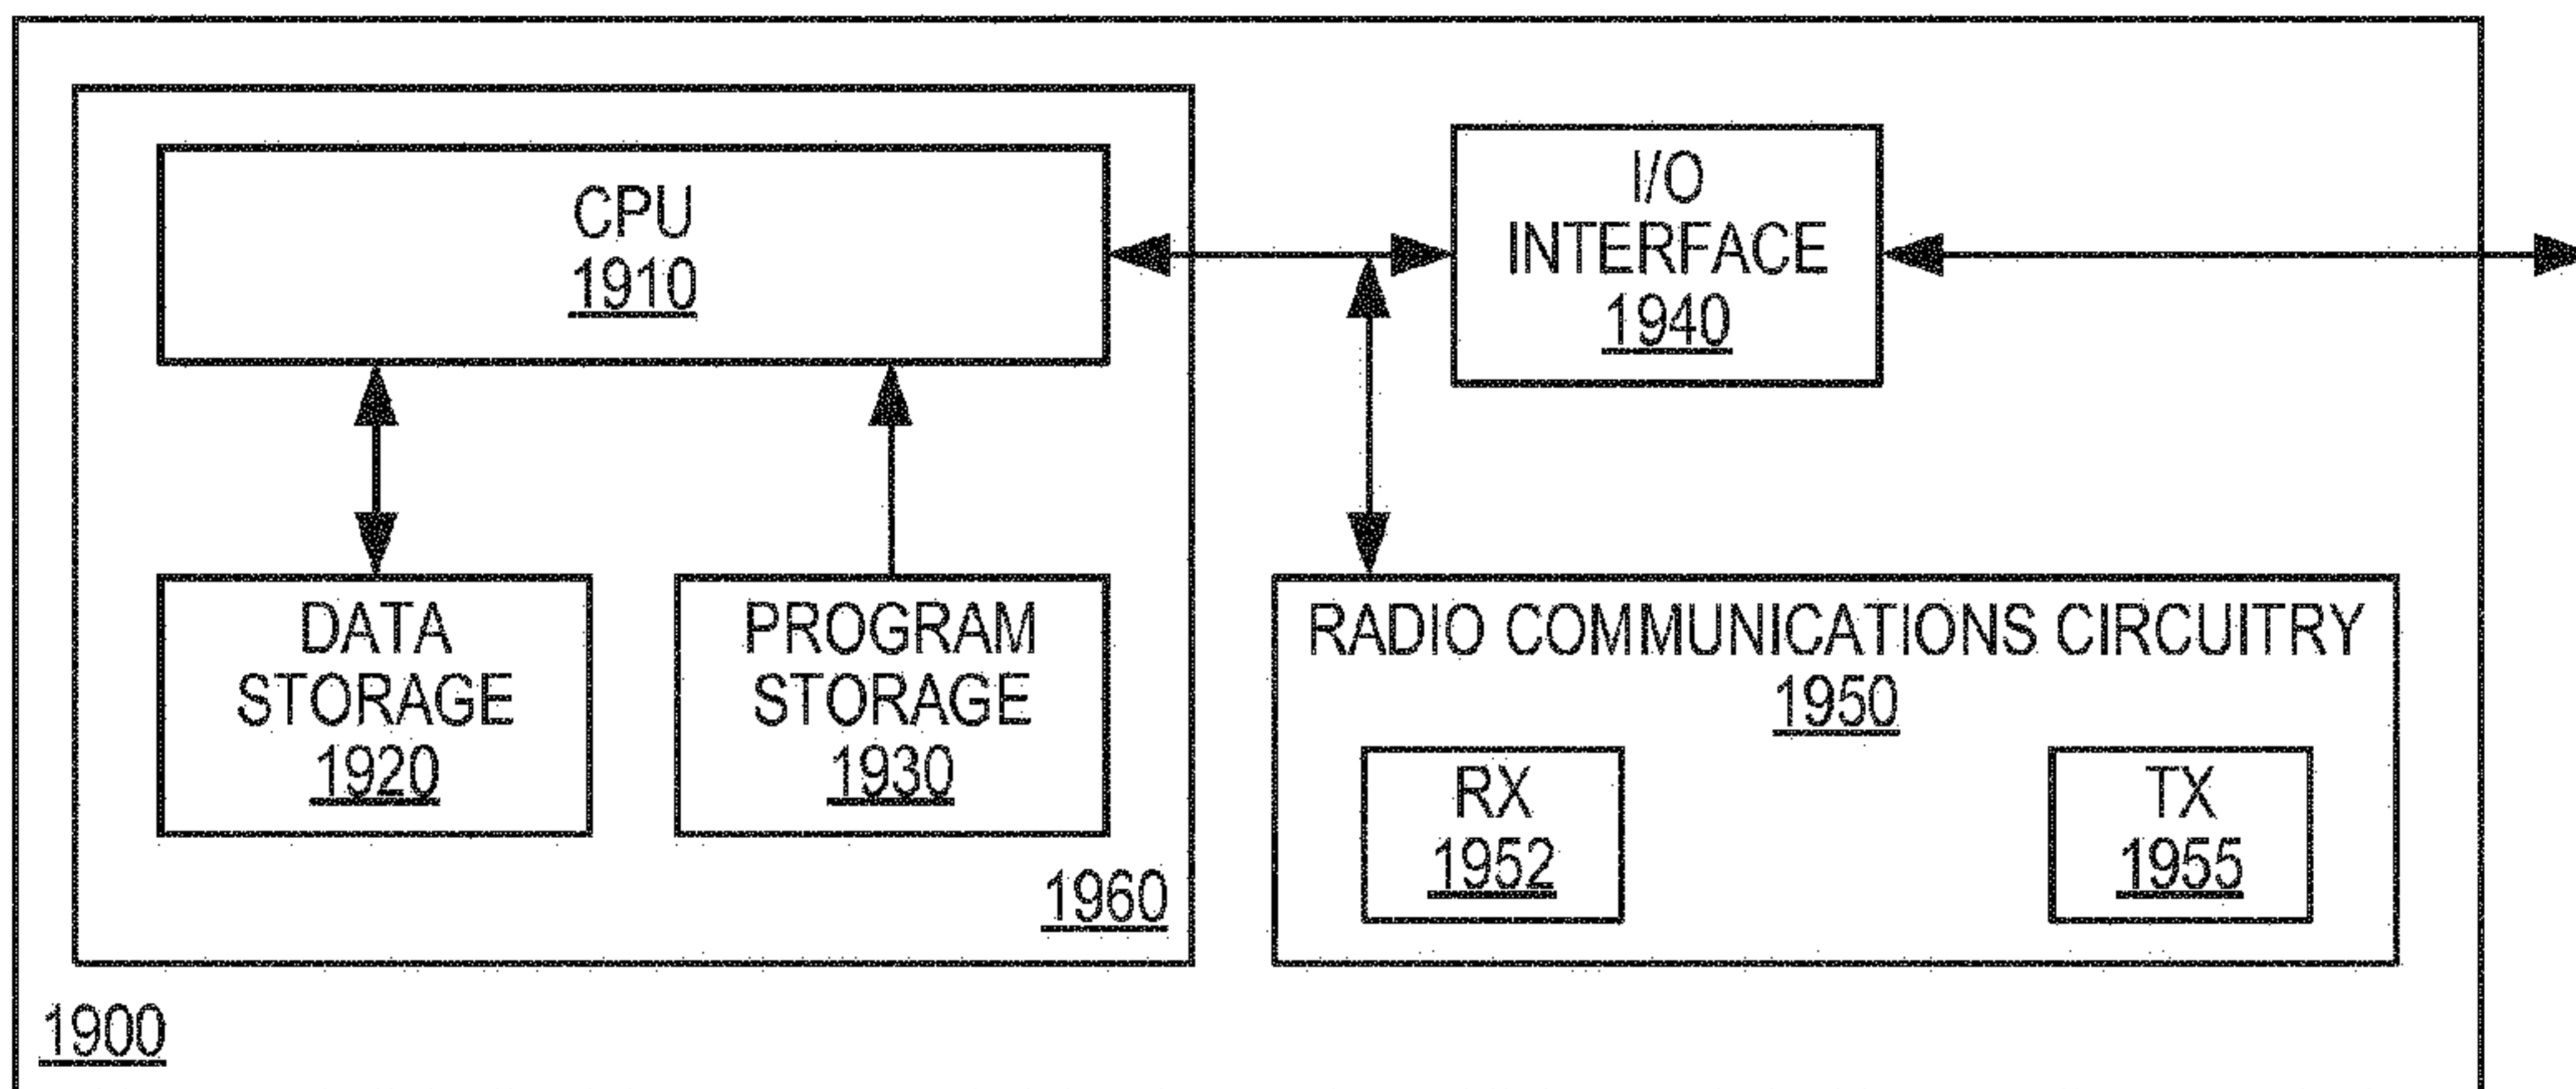 CPU
1910
I/O
INTERFACE
1940
DATA
STORAGE
1920
PROGRAM
STORAGE
1930
RADIO COMMUNICATIONS CIRCUITRY
1950
RX
1952
TX
1955
1960
1900